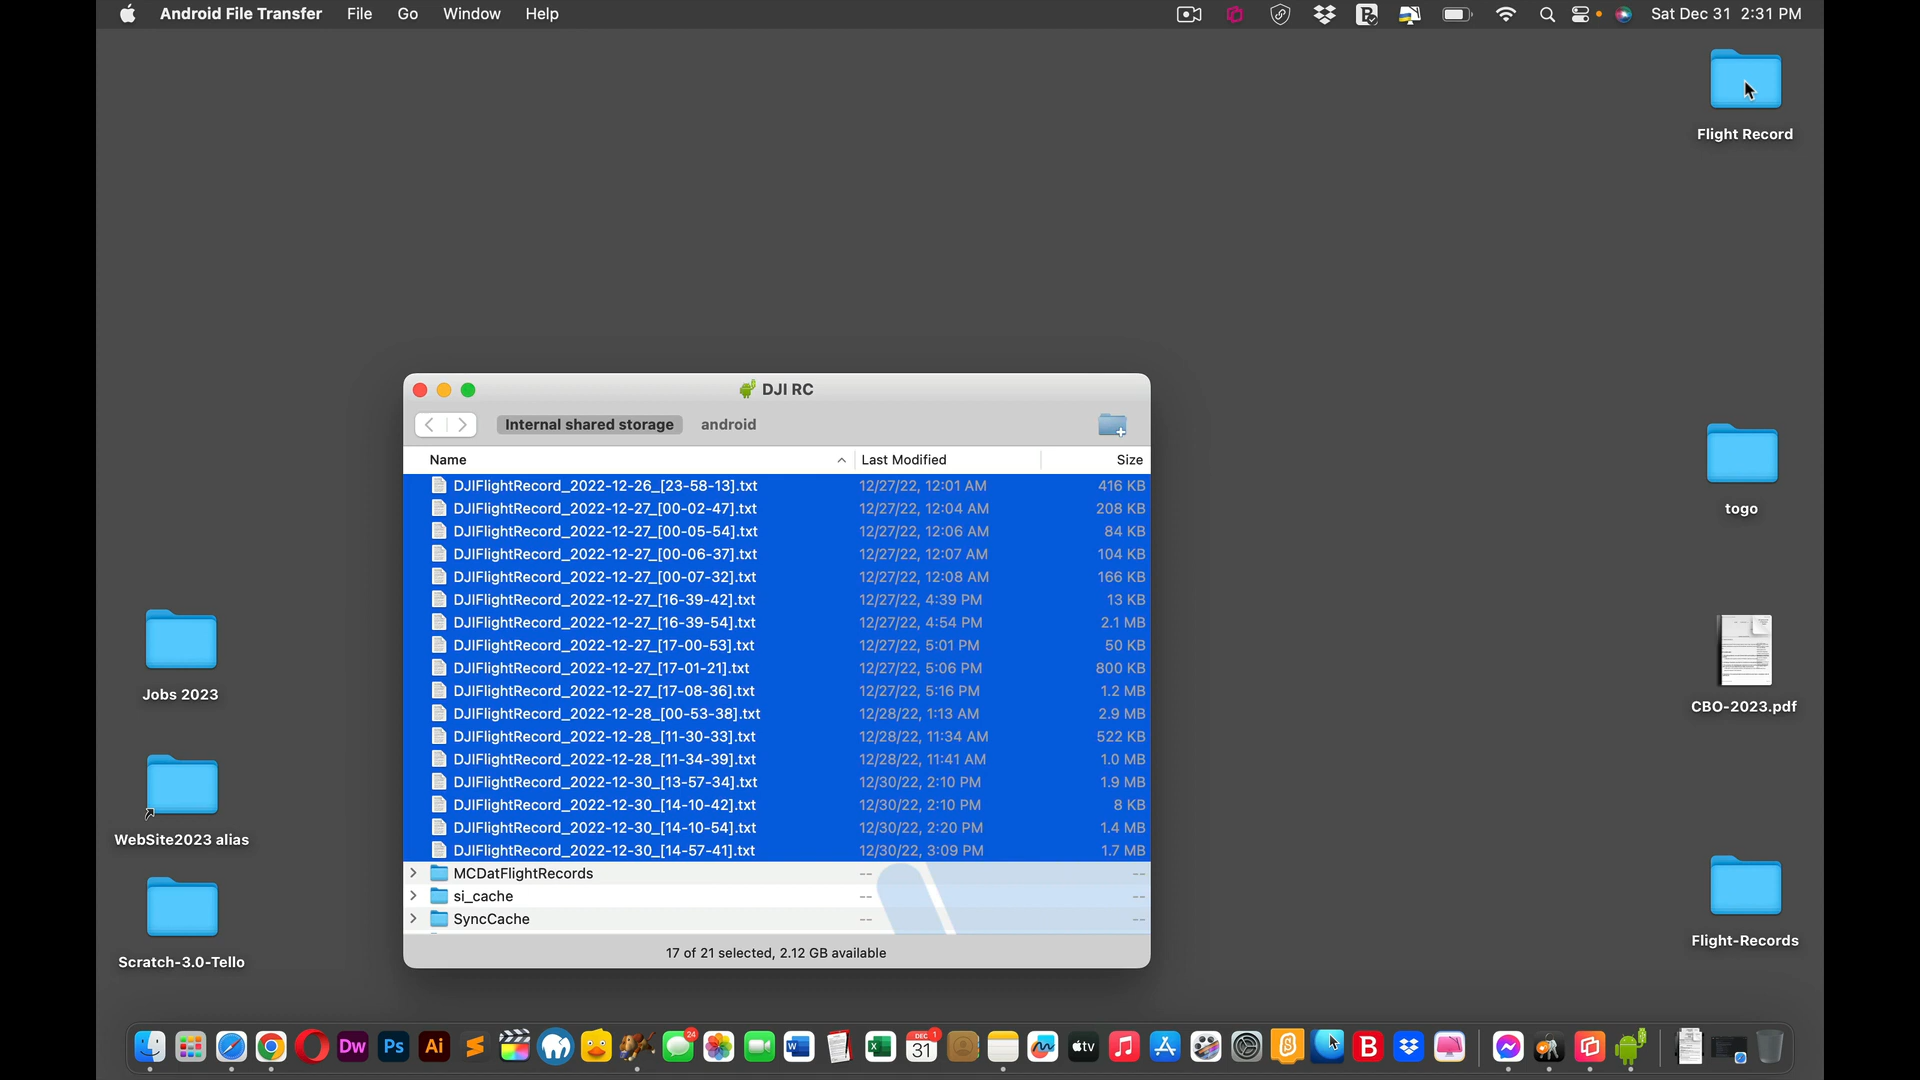 Android File Transfer File Go Window Help Sat Dec 31 2:31 PM
Flight Record
DJI RC
Internal shared storage android
Name Last Modified Size
DJIFlightRecord_2022-12-26_[23-58-13].txt 12/27/22, 12:01 AM 416 KB
DJIFlightRecord_2022-12-27_[00-02-47].txt 12/27/22, 12:04 AM 208 KB
DJIFlightRecord_2022-12-27_[00-05-54].txt 12/27/22, 12:06 AM 84 KB
DJIFlightRecord_2022-12-27_[00-06-37].txt 12/27/22, 12:07 AM 104 KB
DJIFlightRecord_2022-12-27_[00-07-32].txt 12/27/22, 12:08 AM 166 KB
DJIFlightRecord_2022-12-27_[16-39-42].txt 12/27/22, 4:39 PM 13 KB
DJIFlightRecord_2022-12-27_[16-39-54].txt 12/27/22, 4:54 PM 2.1 MB
DJIFlightRecord_2022-12-27_[17-00-53].txt 12/27/22, 5:01 PM 50 KB
DJIFlightRecord_2022-12-27_[17-01-21].txt 12/27/22, 5:06 PM 800 KB
DJIFlightRecord_2022-12-27_[17-08-36].txt 12/27/22, 5:16 PM 1.2 MB
DJIFlightRecord_2022-12-28_[00-53-38].txt 12/28/22, 1:13 AM 2.9 MB
DJIFlightRecord_2022-12-28_[11-30-33].txt 12/28/22, 11:34 AM 522 KB
DJIFlightRecord_2022-12-28_[11-34-39].txt 12/28/22, 11:41 AM 1.0 MB
DJIFlightRecord_2022-12-30_[13-57-34].txt 12/30/22, 2:10 PM 1.9 MB
DJIFlightRecord_2022-12-30_[14-10-42].txt 12/30/22, 2:10 PM 8 KB
DJIFlightRecord_2022-12-30_[14-10-54].txt 12/30/22, 2:20 PM 1.4 MB
DJIFlightRecord_2022-12-30_[14-57-41].txt 12/30/22, 3:09 PM 1.7 MB
MCDatFlightRecords -- --
si_cache -- --
SyncCache -- --
17 of 21 selected, 2.12 GB available
togo
CBO-2023.pdf
Flight-Records
Jobs 2023
WebSite2023 alias
Scratch-3.0-Tello
Dw Ps Ai 24 W X DEC 31 1 tv B